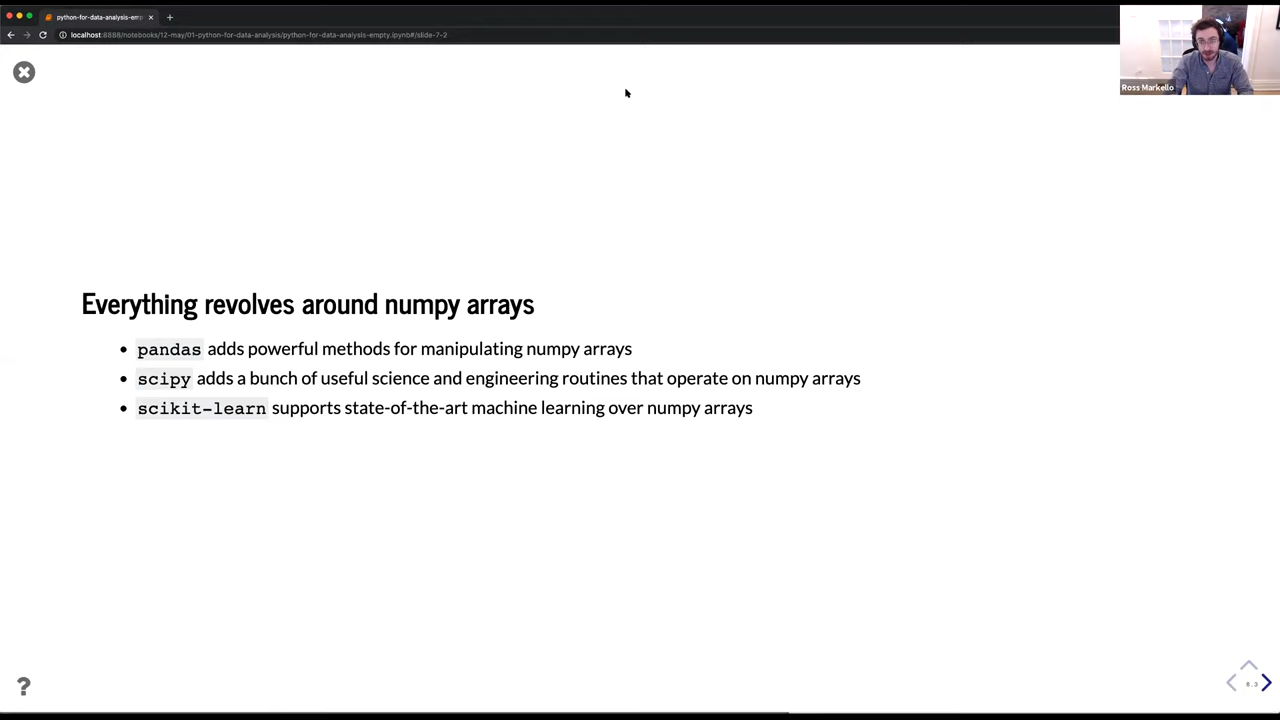 python-for-data-analysis-emp
localhost:8888/notebooks/12-may/01-python-for-data-analysis/python-for-data-analysis-empty.ipynb#/slide-7-2
Ross Markello
Everything revolves around numpy arrays
• pandas adds powerful methods for manipulating numpy arrays
• scipy adds a bunch of useful science and engineering routines that operate on numpy arrays
• scikit-learn supports state-of-the-art machine learning over numpy arrays
?
8.3